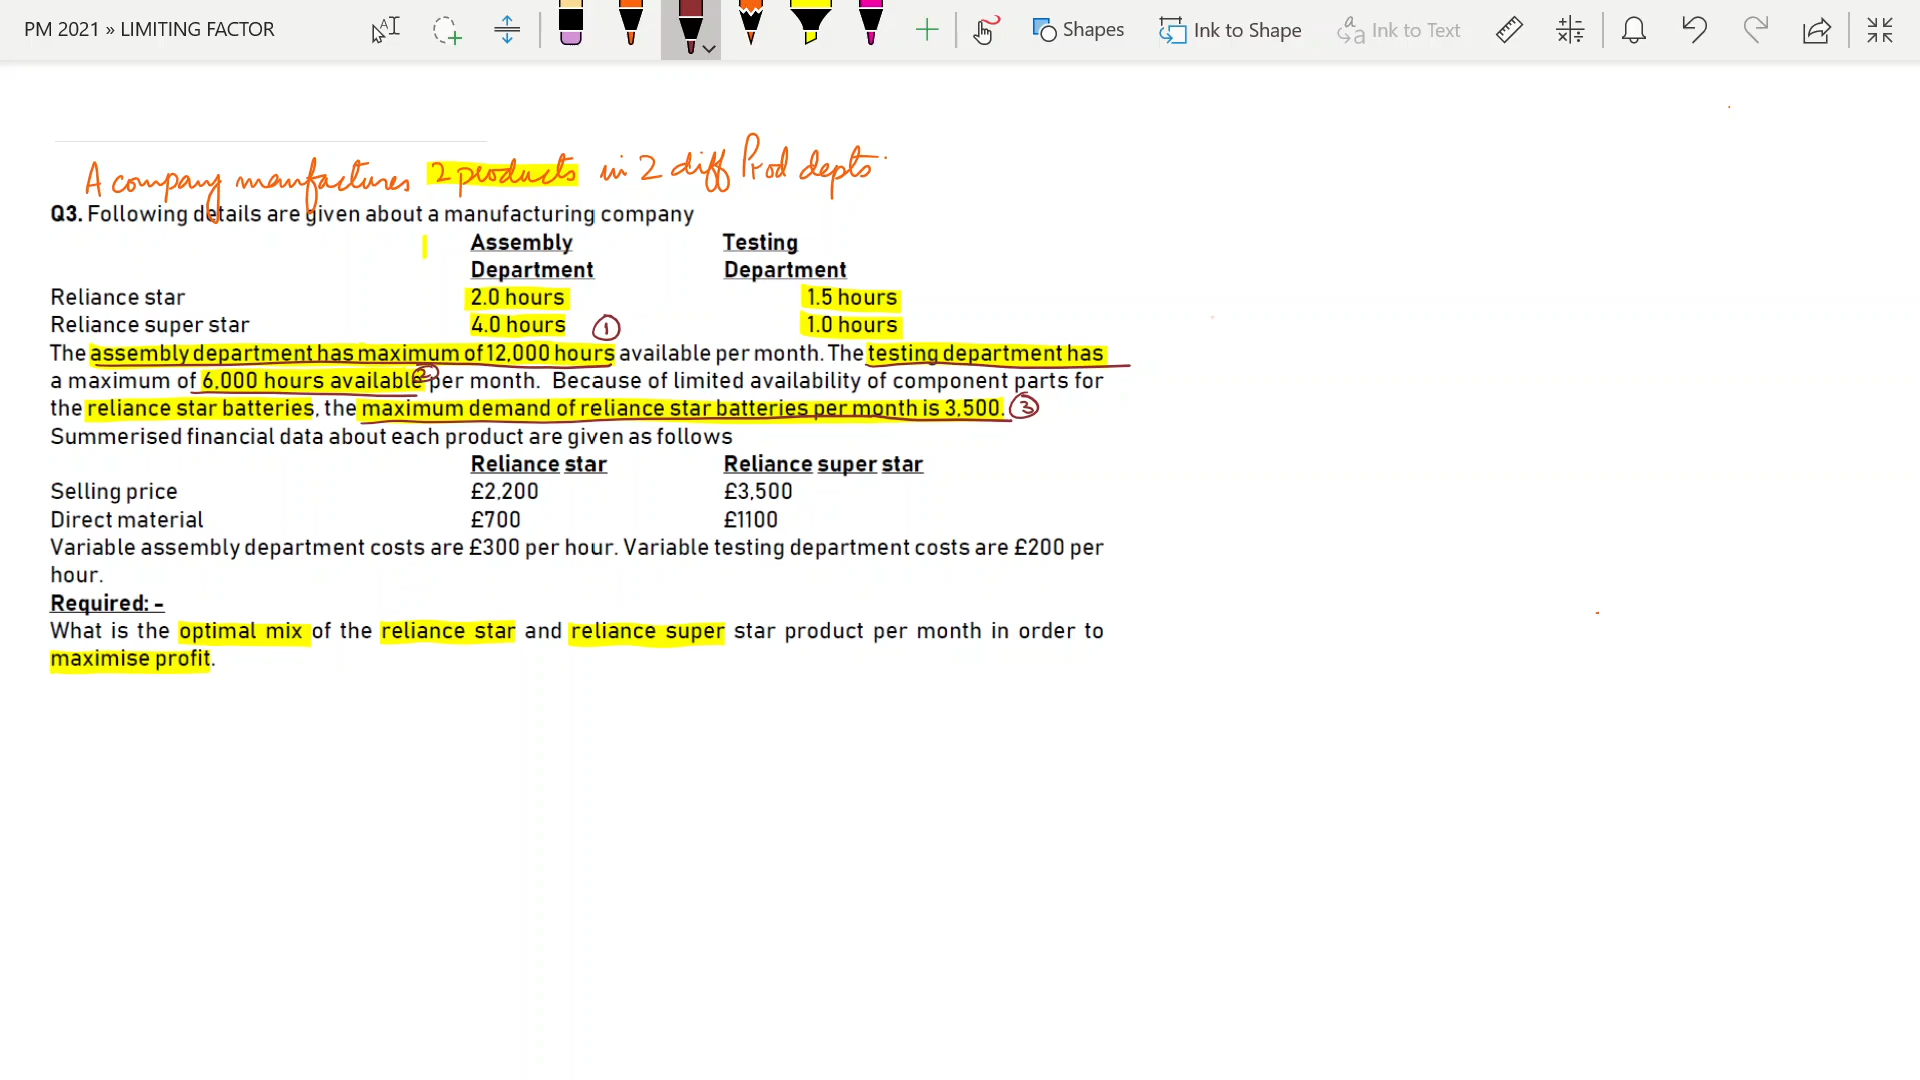 PM 2021 » LIMITING FACTOR
Shapes
Ink to Shape
Ink to Text
A company manufactures 2 products in 2 diff Prod depts.
Q3. Following details are given about a manufacturing company
Assembly Department Testing Department
Reliance star 2.0 hours 1.5 hours
Reliance super star 4.0 hours ① 1.0 hours
The assembly department has maximum of 12,000 hours available per month. The testing department has
a maximum of 6,000 hours available ② per month. Because of limited availability of component parts for
the reliance star batteries, the maximum demand of reliance star batteries per month is 3,500. ③
Summerised financial data about each product are given as follows
Reliance star Reliance super star
Selling price £2,200 £3,500
Direct material £700 £1100
Variable assembly department costs are £300 per hour. Variable testing department costs are £200 per
hour.
Required: -
What is the optimal mix of the reliance star and reliance super star product per month in order to
maximise profit.